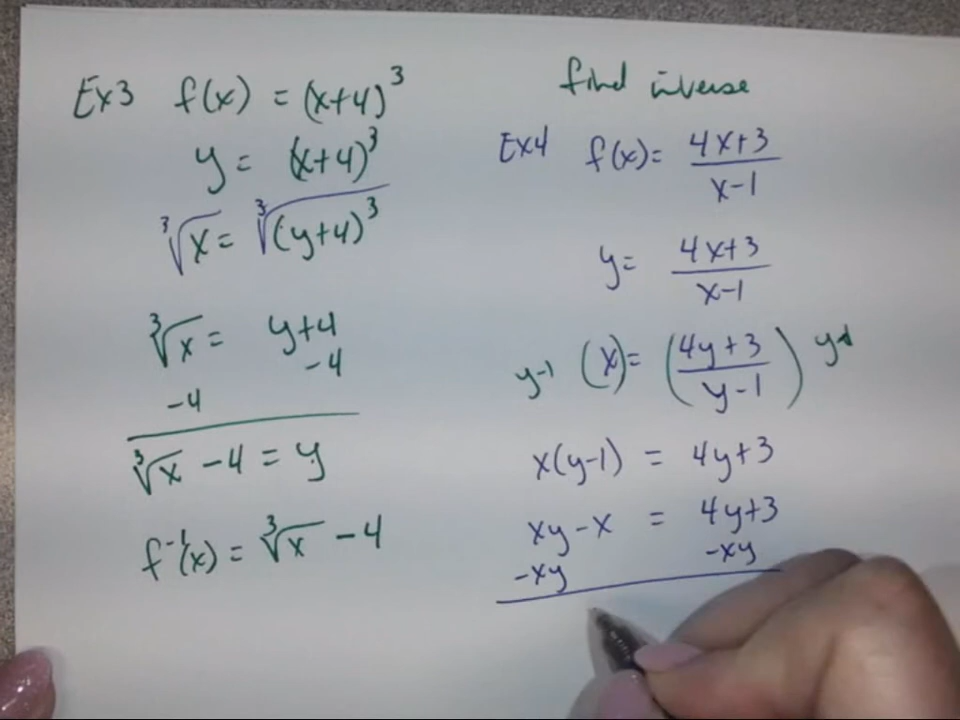 Ex3 f(x) = (x+4)³
y = (x+4)³
∛x = ∛(y+4)³
∛x = y+4
-4
-4
∛x - 4 = y
f⁻¹(x) = ∛x - 4
find inverse
Ex4 f(x) = (4x+3)/(x-1)
y = (4x+3)/(x-1)
y-1 (x) = ((4y+3)/(y-1)) y-1
x(y-1) = 4y+3
xy-x = 4y+3
-xy -xy